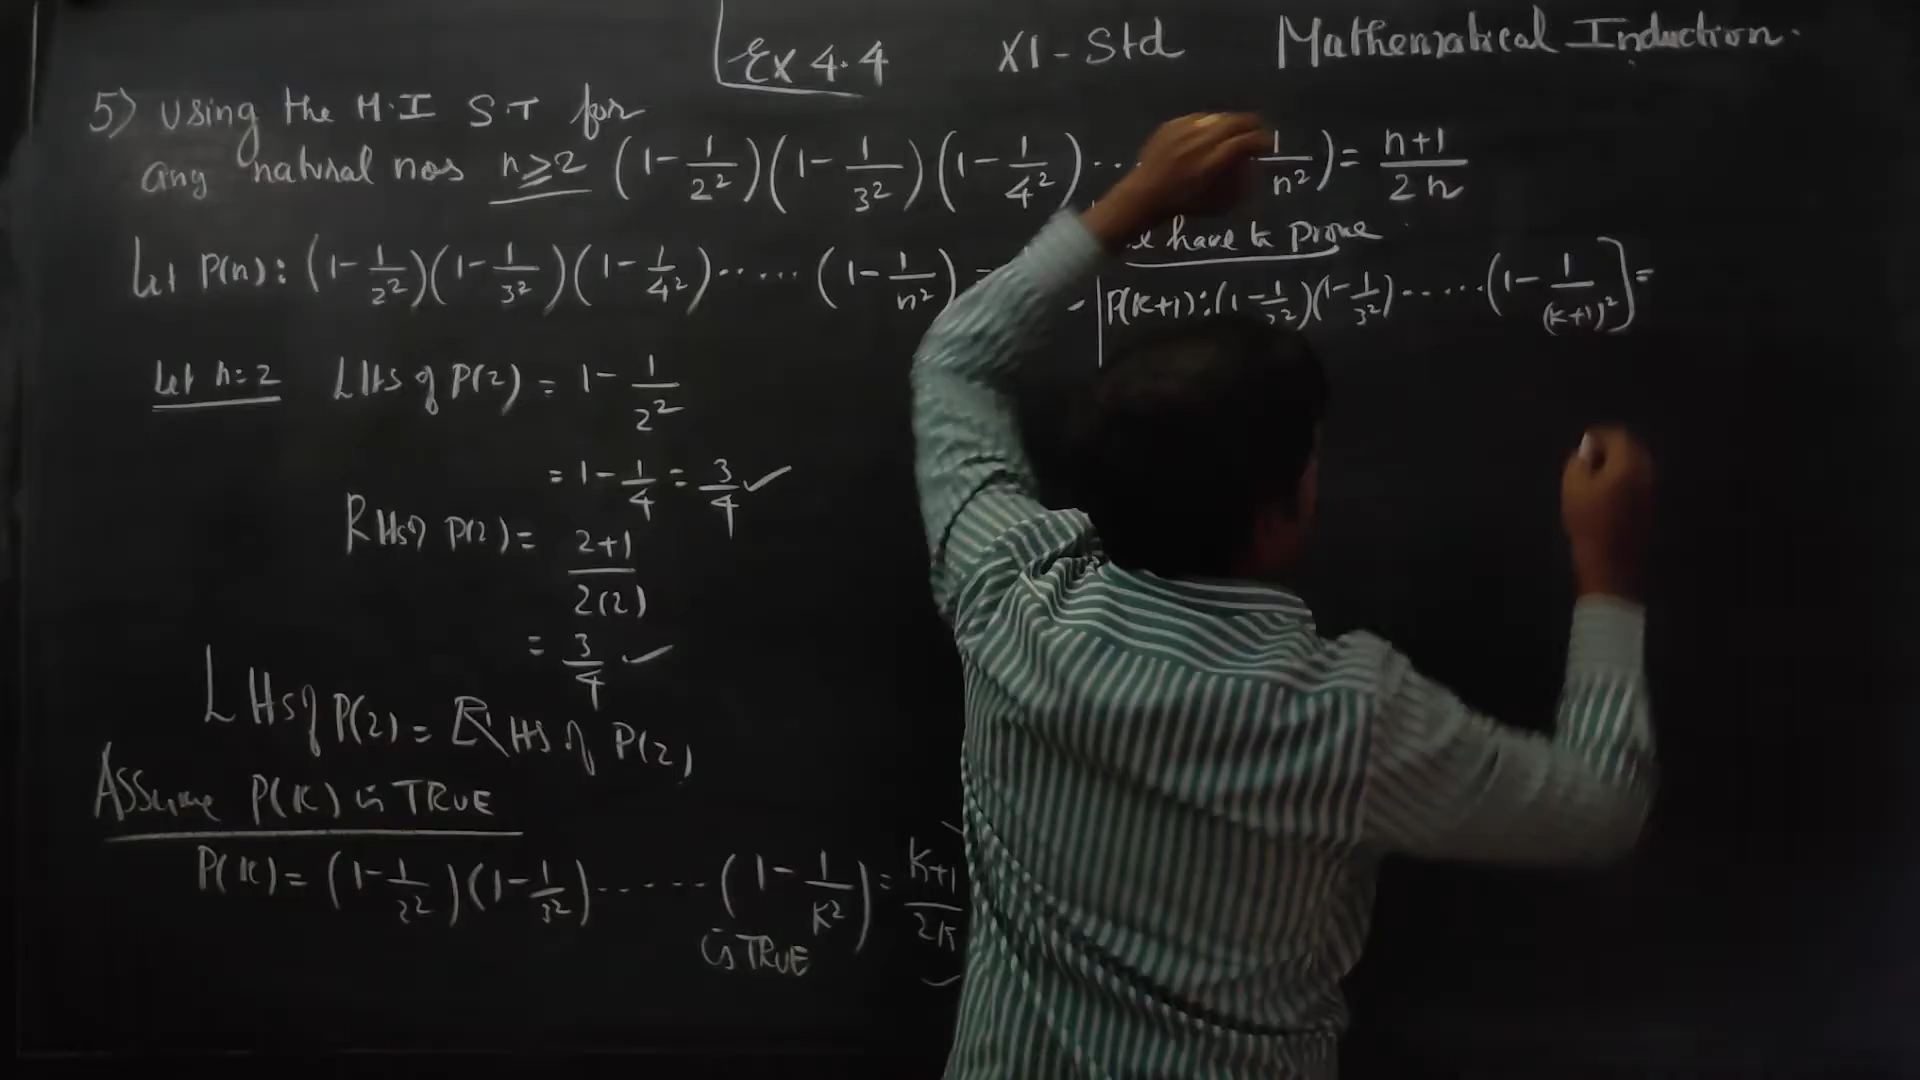 Ex 4.4 XI-Std Mathematical Induction.
5) Using the M.I S.T for
any natural nos n≥2 (1-1/2²)(1-1/3²)(1-1/4²)... 1/n²) = n+1/2n
Let P(n): (1-1/2²)(1-1/3²)(1-1/4²)..... (1-1/n²)
have to prove
P(K+1): (1-1/2²)(1-1/3²)......(1-1/(K+1)²) =
Let n=2 LHS of P(2) = 1-1/2²
= 1-1/4 = 3/4 ✓
RHS of P(2) = 2+1/2(2)
= 3/4 ✓
LHS of P(2) = RHS of P(2)
Assume P(K) is TRUE
P(K) = (1-1/2²)(1-1/3²)......(1-1/K²) = K+1/2K
is TRUE